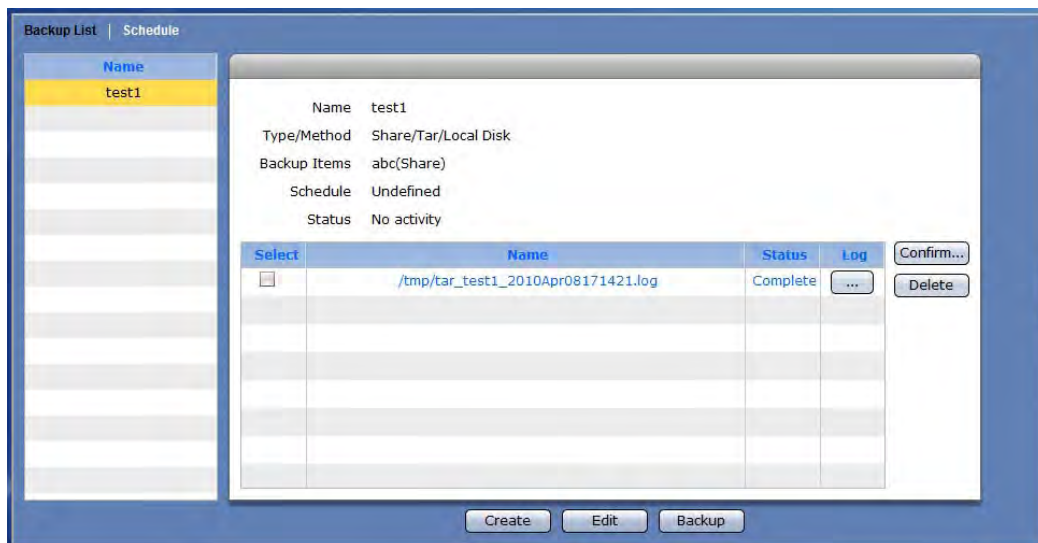 Backup List | Schedule
Name
test1
Name test1
Type/Method Share/Tar/Local Disk
Backup Items abc(Share)
Schedule Undefined
Status No activity
Select Name Status Log
/tmp/tar_test1_2010Apr08171421.log Complete ...
Confirm...
Delete
Create Edit Backup